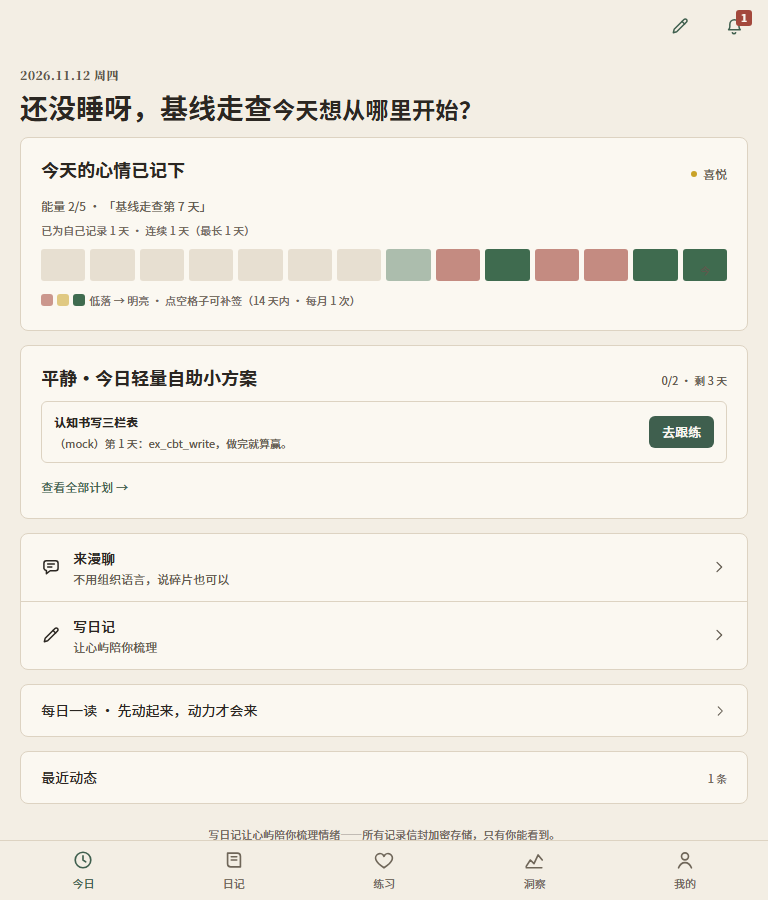 1
2026.11.12 周四
还没睡呀，基线走查今天想从哪里开始？
今天的心情已记下
喜悦
能量 2/5 · 「基线走查第 7 天」
已为自己记录 1 天 · 连续 1 天（最长 1 天）
低落 → 明亮 · 点空格子可补签（14 天内 · 每月 1 次）
平静 · 今日轻量自助小方案
0/2 · 剩 3 天
认知书写三栏表
（mock）第 1 天：ex_cbt_write，做完就算赢。
去跟练
查看全部计划 →
来漫聊
不用组织语言，说碎片也可以
写日记
让心屿陪你梳理
每日一读 · 先动起来，动力才会来
最近动态
1 条
写日记让心屿陪你梳理情绪——所有记录信封加密存储，只有你能看到。
今日
日记
练习
洞察
我的